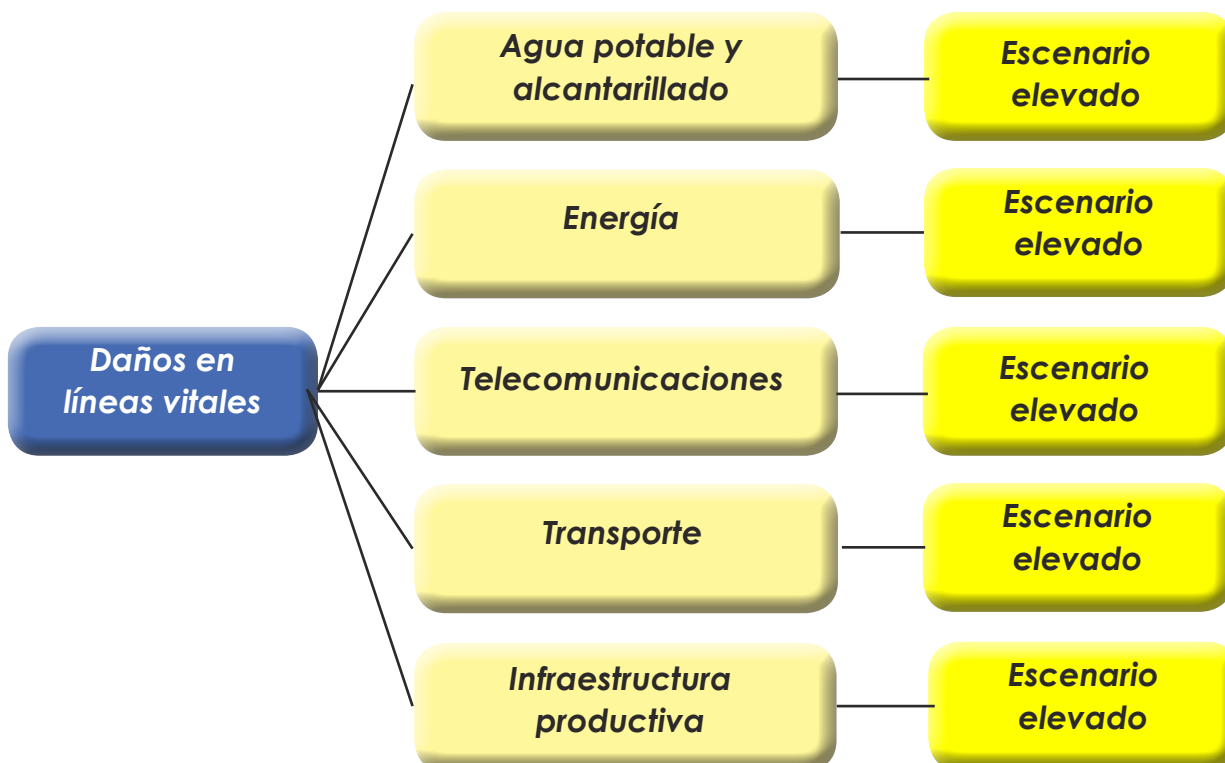 Agua potable y
alcantarillado
Escenario
elevado
Energía
Escenario
elevado
Daños en
líneas vitales
Telecomunicaciones
Escenario
elevado
Transporte
Escenario
elevado
Infraestructura
productiva
Escenario
elevado